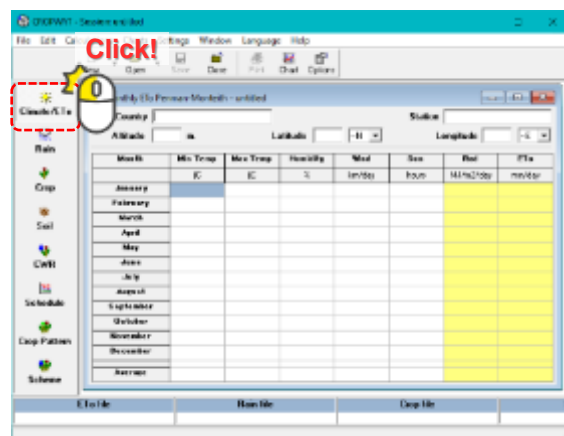 CROPWAT - Session: untitled
File Edit Settings Window Language Help
Click!
New Open Save Close Print Chart Options
Climate/ETo
Rain
Crop
Soil
CWR
Schedule
Crop Pattern
Scheme
Monthly ETo Penman-Monteith - untitled
Country Station
Altitude m. Latitude °N Longitude °E
Month Min Temp Max Temp Humidity Wind Sun Rad ETo
°C °C % km/day hours MJ/m2/day mm/day
January
February
March
April
May
June
July
August
September
October
November
December
Average
ETo file Rain file Crop file